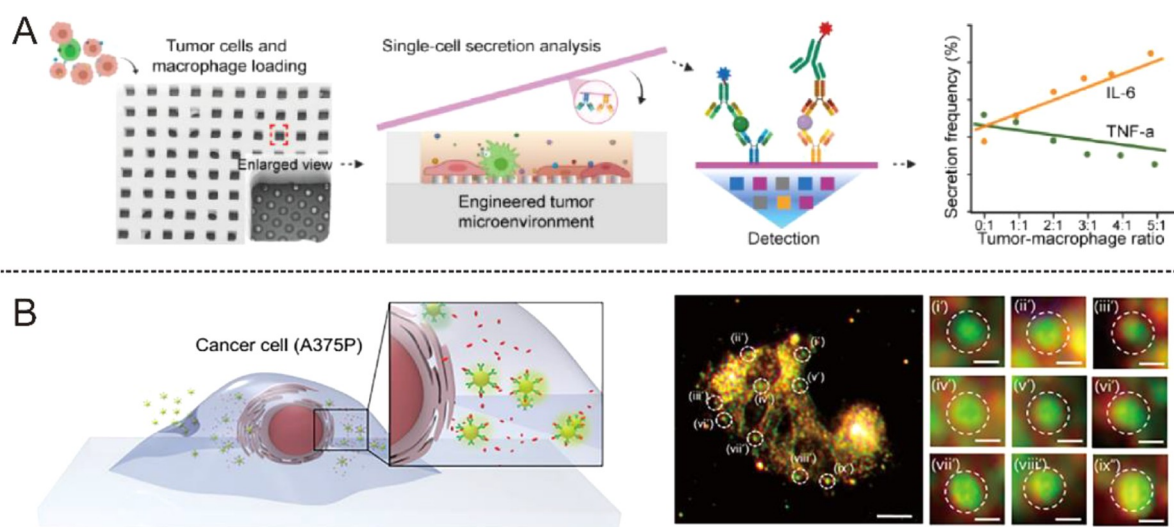 A
Tumor cells and
macrophage loading
Enlarged view
Single-cell secretion analysis
Engineered tumor
microenvironment
Detection
Secretion frequency (%)
IL-6
TNF-a
0:1 1:1 2:1 3:1 4:1 5:1
Tumor-macrophage ratio
B
Cancer cell (A375P)
(ii') (i')
(iv') (v')
(iii')
(vi')
(vii')
(viii') (ix')
(i') (ii') (iii')
(iv') (v') (vi')
(vii') (viii') (ix')